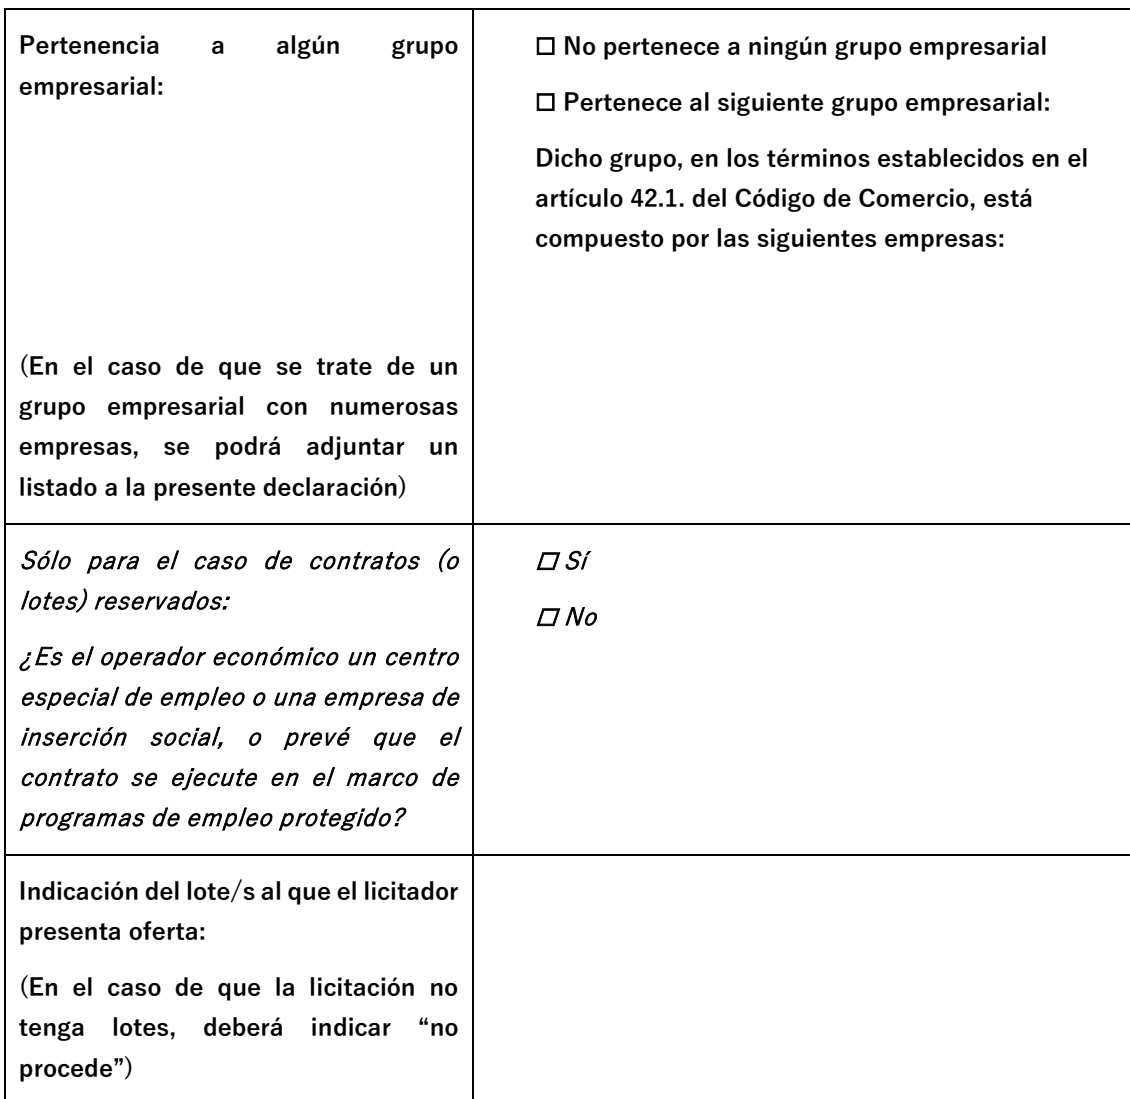 Pertenencia a algún grupo
empresarial:
(En el caso de que se trate de un
grupo empresarial con numerosas
empresas, se podrá adjuntar un
listado a la presente declaración)
☐ No pertenece a ningún grupo empresarial
☐ Pertenece al siguiente grupo empresarial:
Dicho grupo, en los términos establecidos en el
artículo 42.1. del Código de Comercio, está
compuesto por las siguientes empresas:
Sólo para el caso de contratos (o
lotes) reservados:
¿Es el operador económico un centro
especial de empleo o una empresa de
inserción social, o prevé que el
contrato se ejecute en el marco de
programas de empleo protegido?
☐ Sí
☐ No
Indicación del lote/s al que el licitador
presenta oferta:
(En el caso de que la licitación no
tenga lotes, deberá indicar “no
procede”)